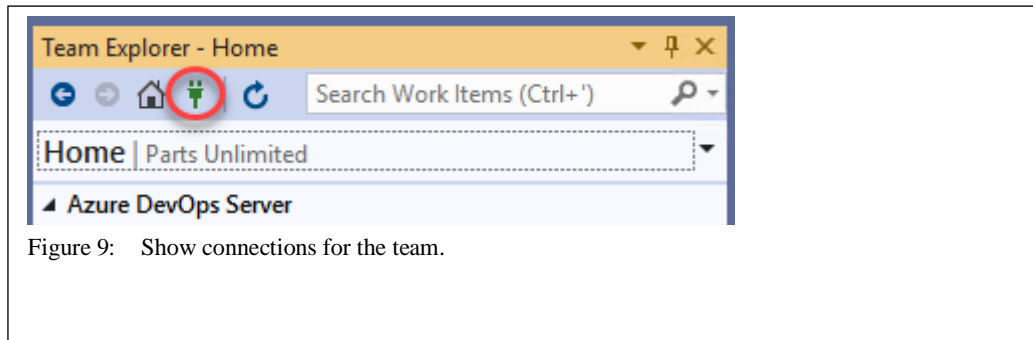 Team Explorer - Home
Search Work Items (Ctrl+')
Home | Parts Unlimited
Azure DevOps Server
Figure 9: Show connections for the team.